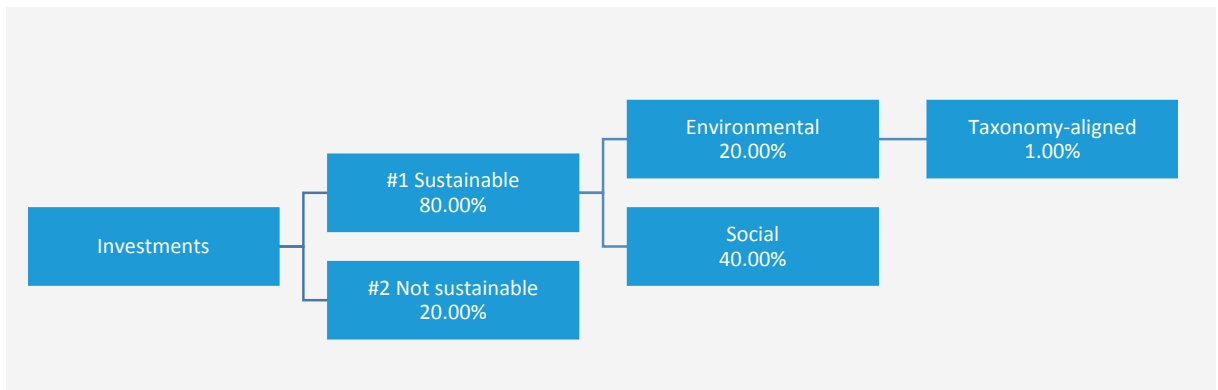 Investments
#1 Sustainable
80.00%
#2 Not sustainable
20.00%
Environmental
20.00%
Social
40.00%
Taxonomy-aligned
1.00%